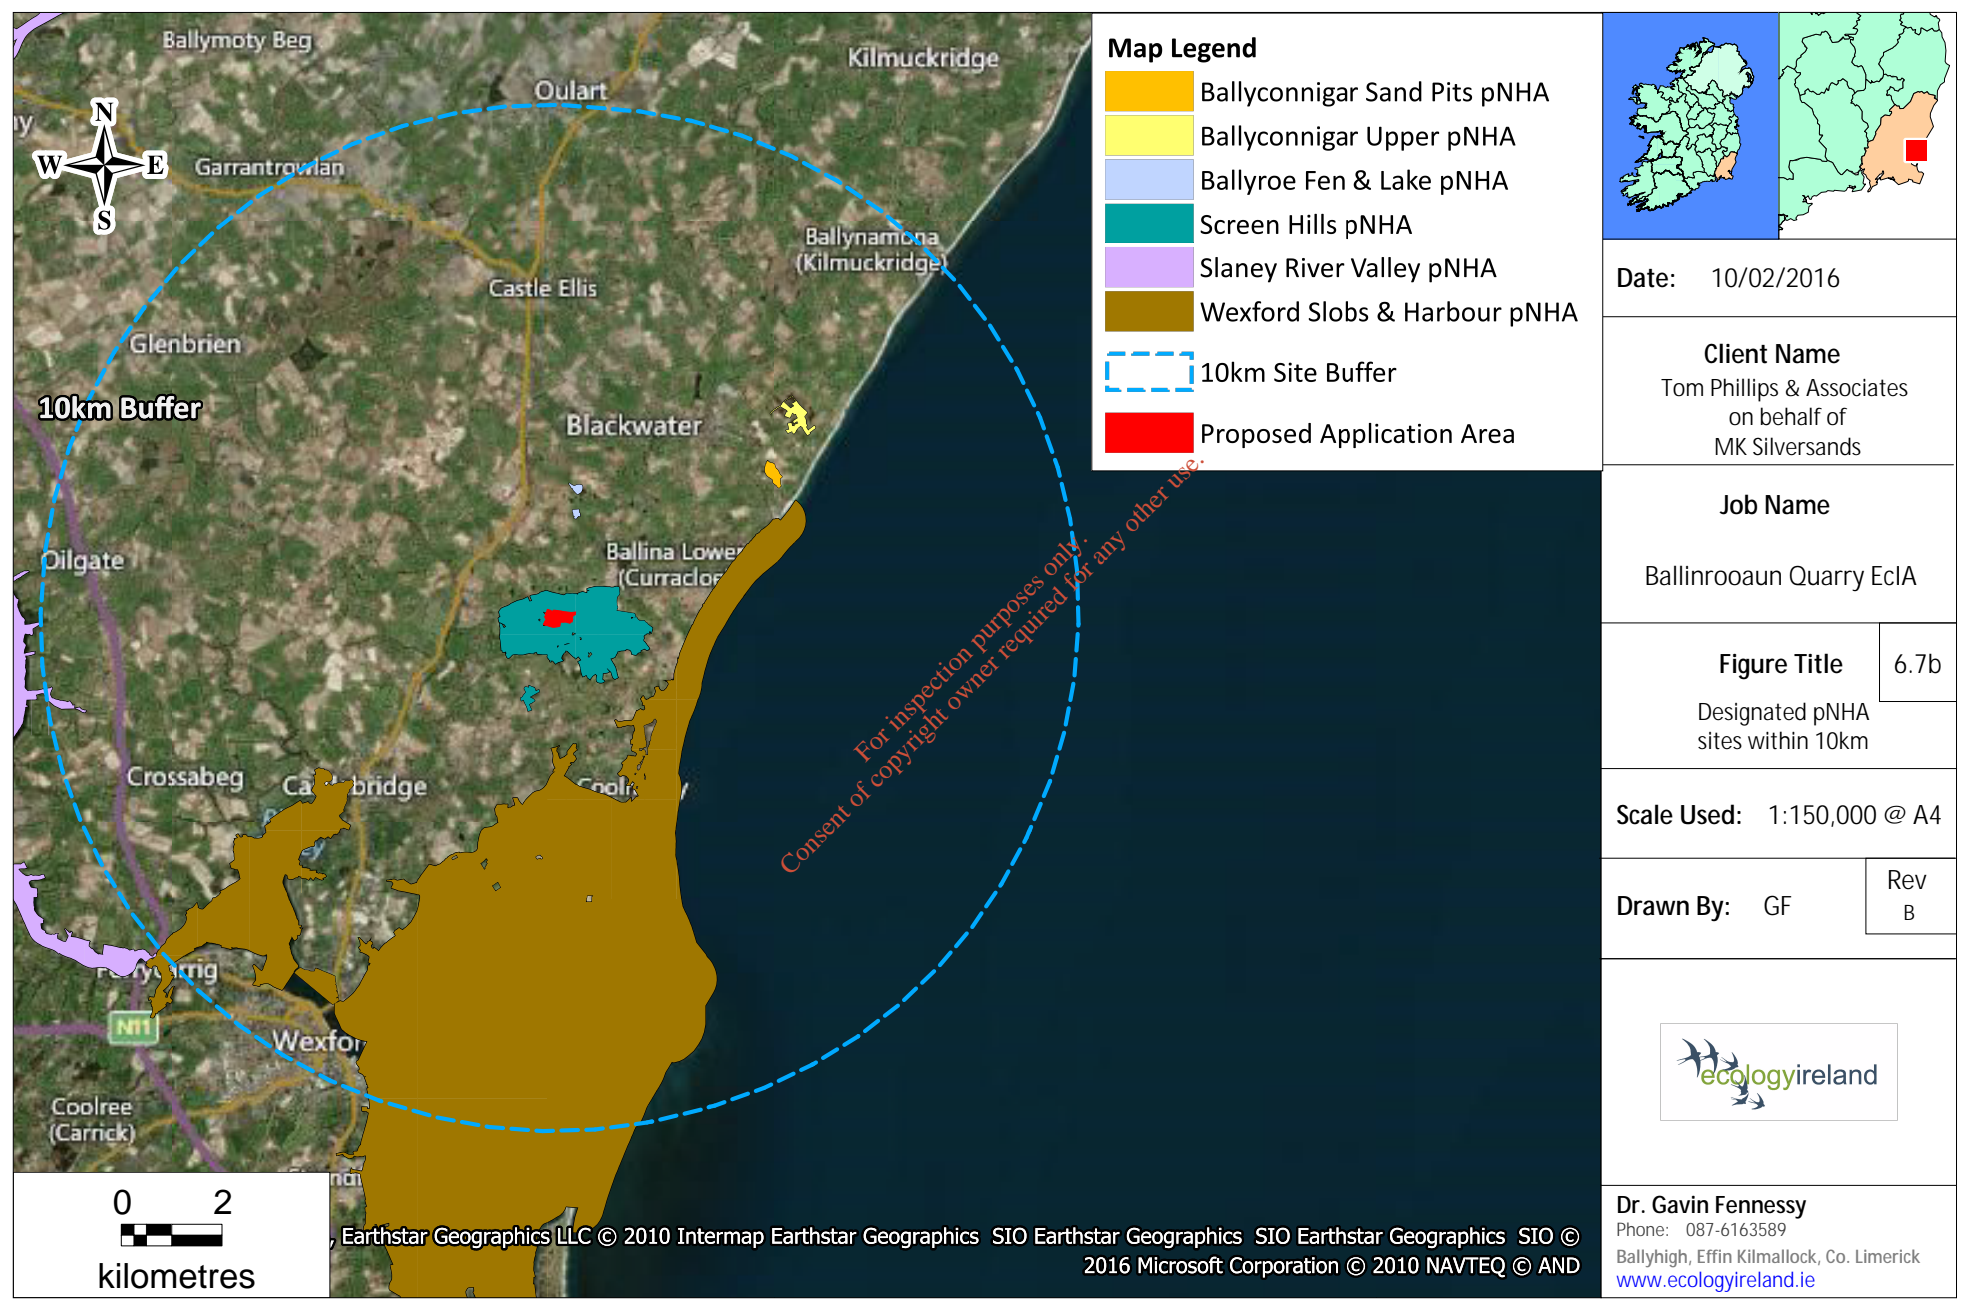 Ballymoty Beg
Kilmuckridge
Oulart
N
W E
S
Garrantrowlan
Ballynamona
(Kilmuckridge)
Castle Ellis
Glenbrien
10km Buffer
Blackwater
Oilgate
Ballina Lower
(Curracloe
Crossabeg
bridge
Wexfor
N11
Coolree
(Carrick)
For inspection purposes only.
Consent of copyright owner required for any other use.
0 2
kilometres
, Earthstar Geographics LLC © 2010 Intermap Earthstar Geographics SIO Earthstar Geographics SIO Earthstar Geographics SIO ©
2016 Microsoft Corporation © 2010 NAVTEQ © AND
Map Legend
Ballyconnigar Sand Pits pNHA
Ballyconnigar Upper pNHA
Ballyroe Fen & Lake pNHA
Screen Hills pNHA
Slaney River Valley pNHA
Wexford Slobs & Harbour pNHA
10km Site Buffer
Proposed Application Area
Date: 10/02/2016
Client Name
Tom Phillips & Associates
on behalf of
MK Silversands
Job Name
Ballinrooaun Quarry EcIA
Figure Title 6.7b
Designated pNHA
sites within 10km
Scale Used: 1:150,000 @ A4
Drawn By: GF
Rev
B
ecologyireland
Dr. Gavin Fennessy
Phone: 087-6163589
Ballyhigh, Effin Kilmallock, Co. Limerick
www.ecologyireland.ie